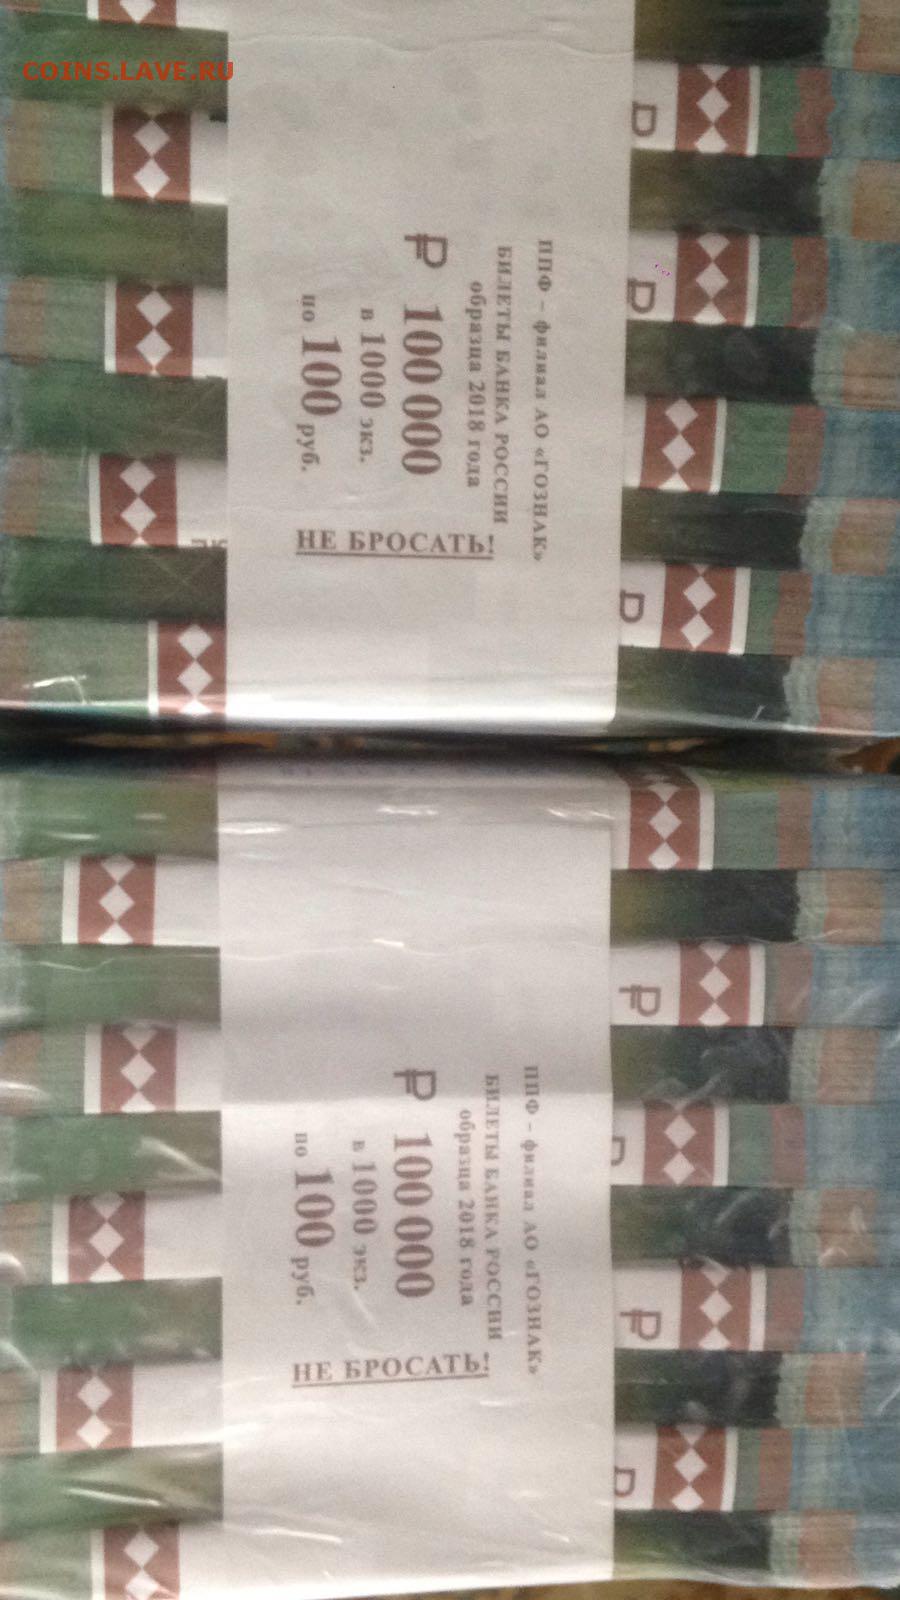 COINS.LAVE.RU
ППФ – филиал АО «ГОЗНАК»
БИЛЕТЫ БАНКА РОССИИ
образца 2018 года
₽ 100 000
в 1000 экз.
по 100 руб.
НЕ БРОСАТЬ!
₽
₽
₽
ППФ – филиал АО «ГОЗНАК»
БИЛЕТЫ БАНКА РОССИИ
образца 2018 года
₽ 100 000
в 1000 экз.
по 100 руб.
НЕ БРОСАТЬ!
₽
₽
₽
₽